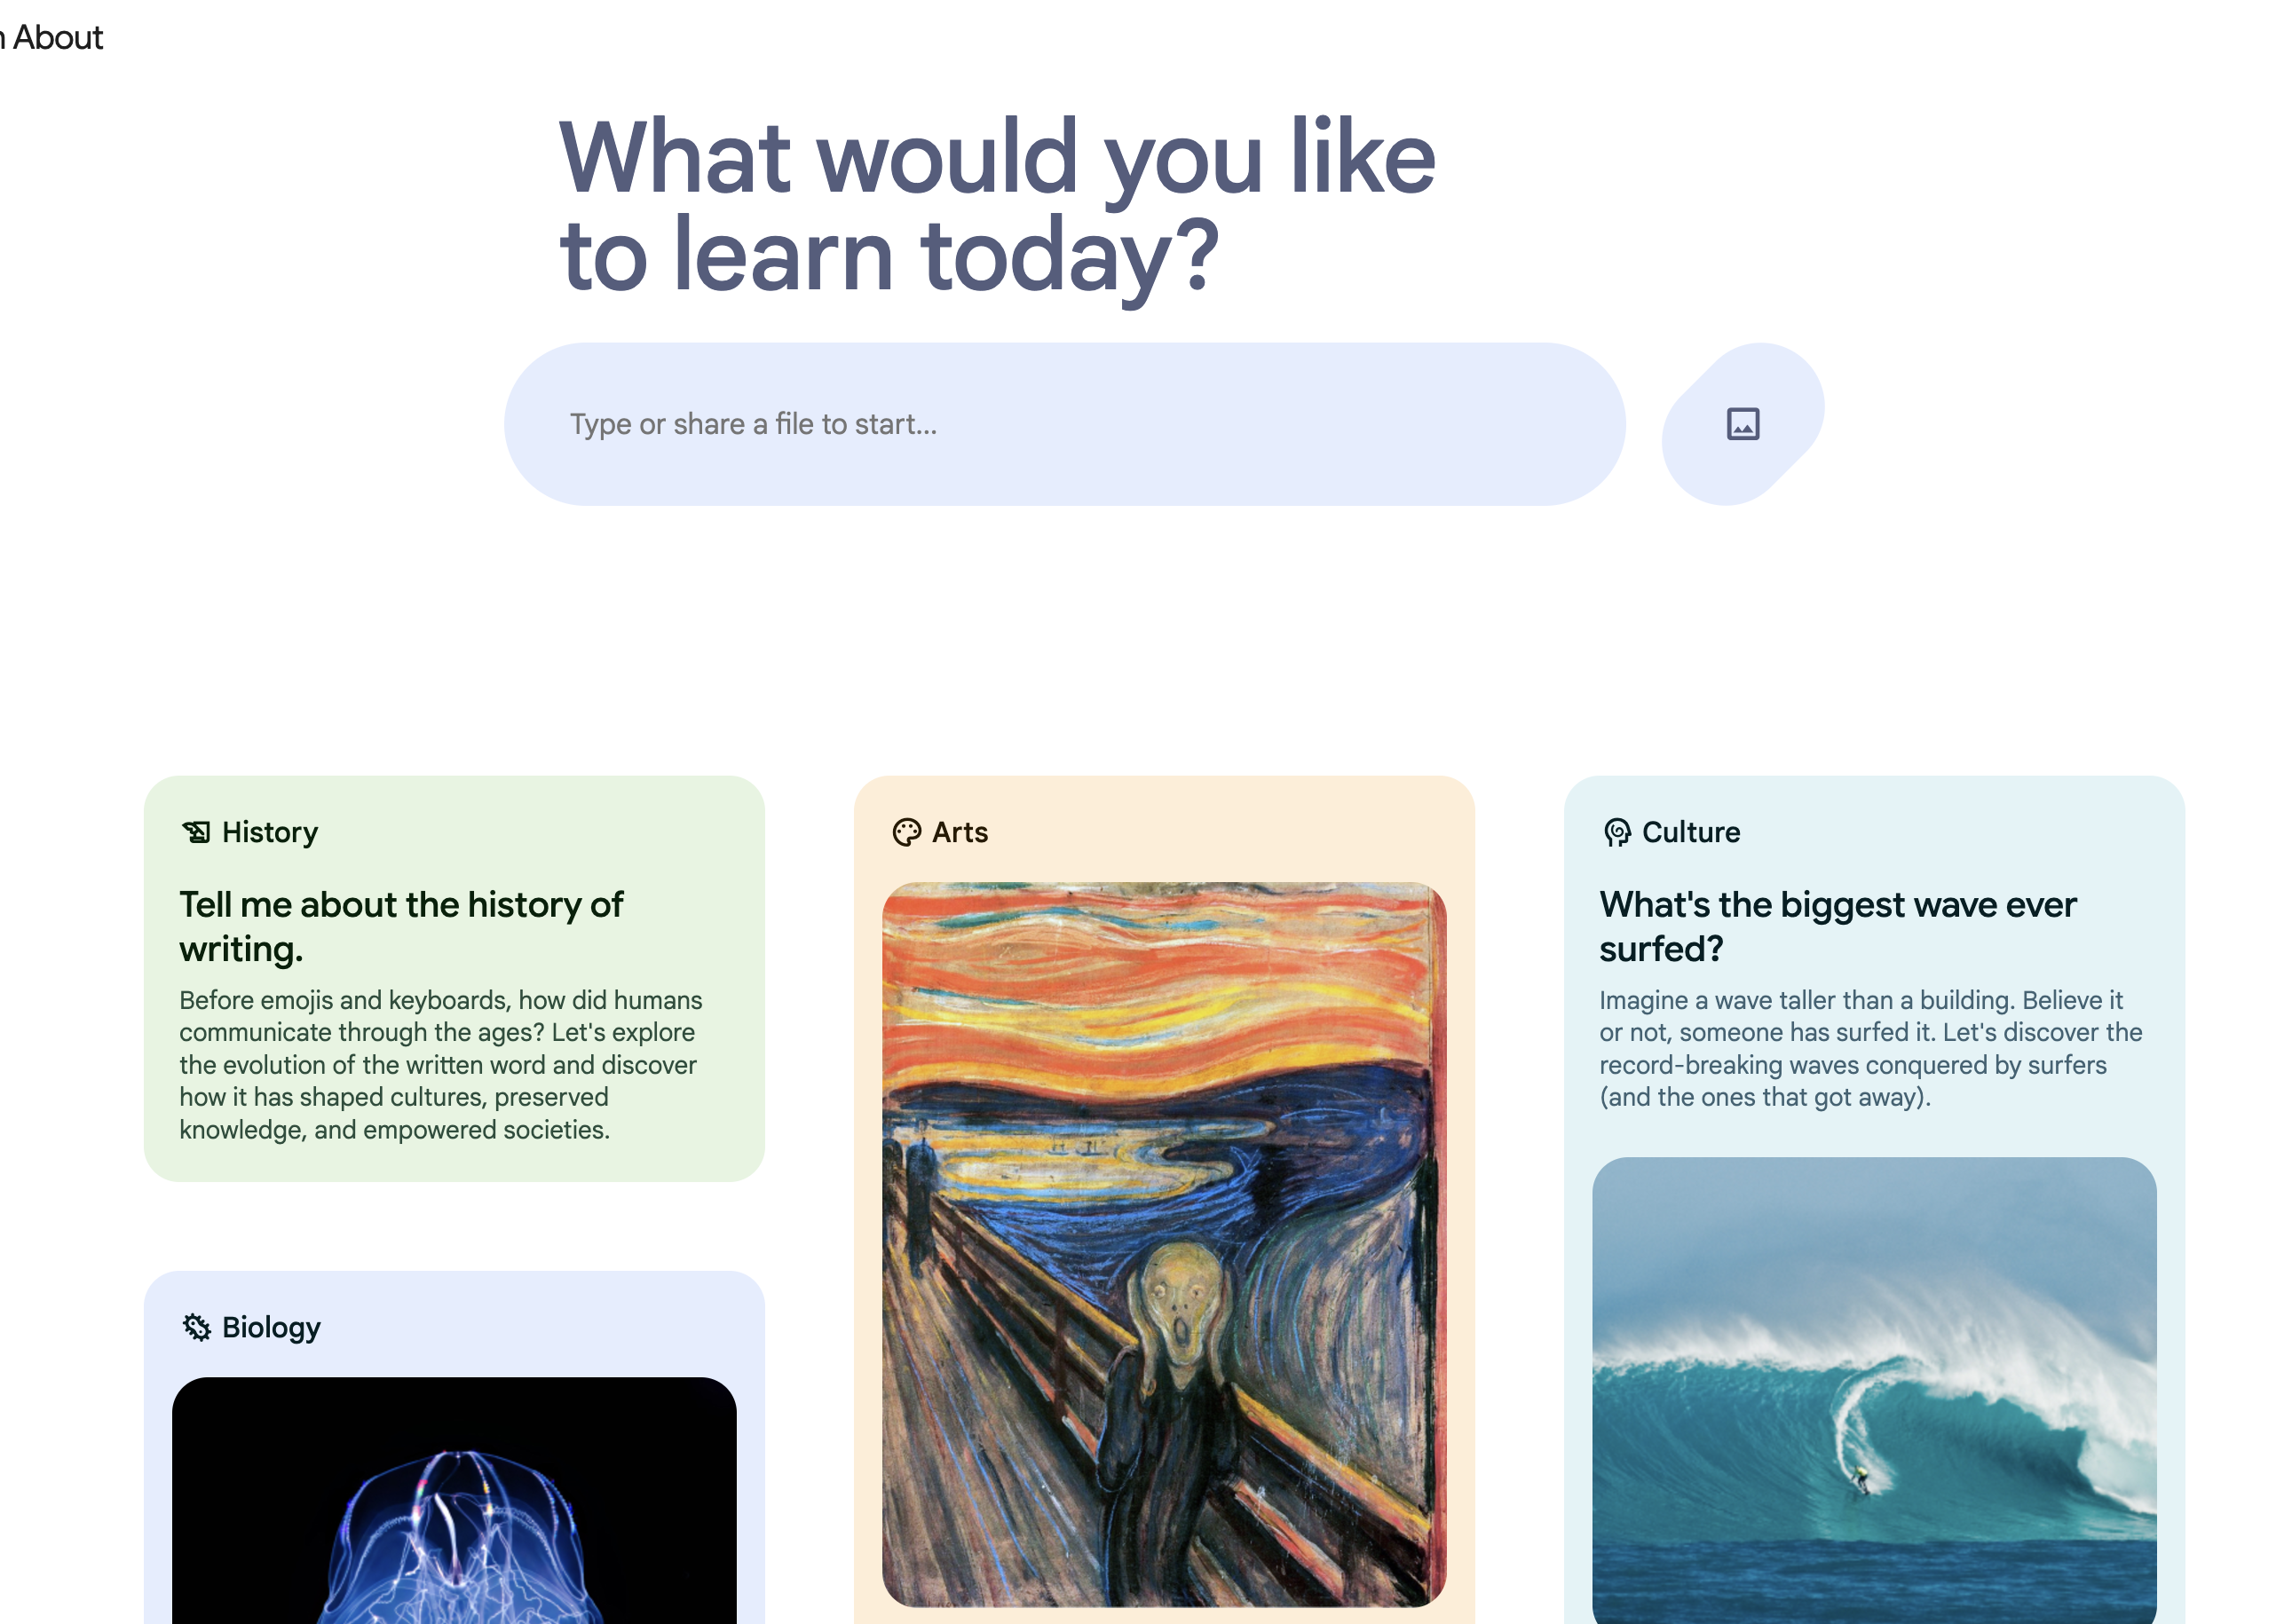 About
What would you like
to learn today?
Type or share a file to start...
History
Tell me about the history of
writing.
Before emojis and keyboards, how did humans
communicate through the ages? Let's explore
the evolution of the written word and discover
how it has shaped cultures, preserved
knowledge, and empowered societies.
Biology
Arts
Culture
What's the biggest wave ever
surfed?
Imagine a wave taller than a building. Believe it
or not, someone has surfed it. Let's discover the
record-breaking waves conquered by surfers
(and the ones that got away).